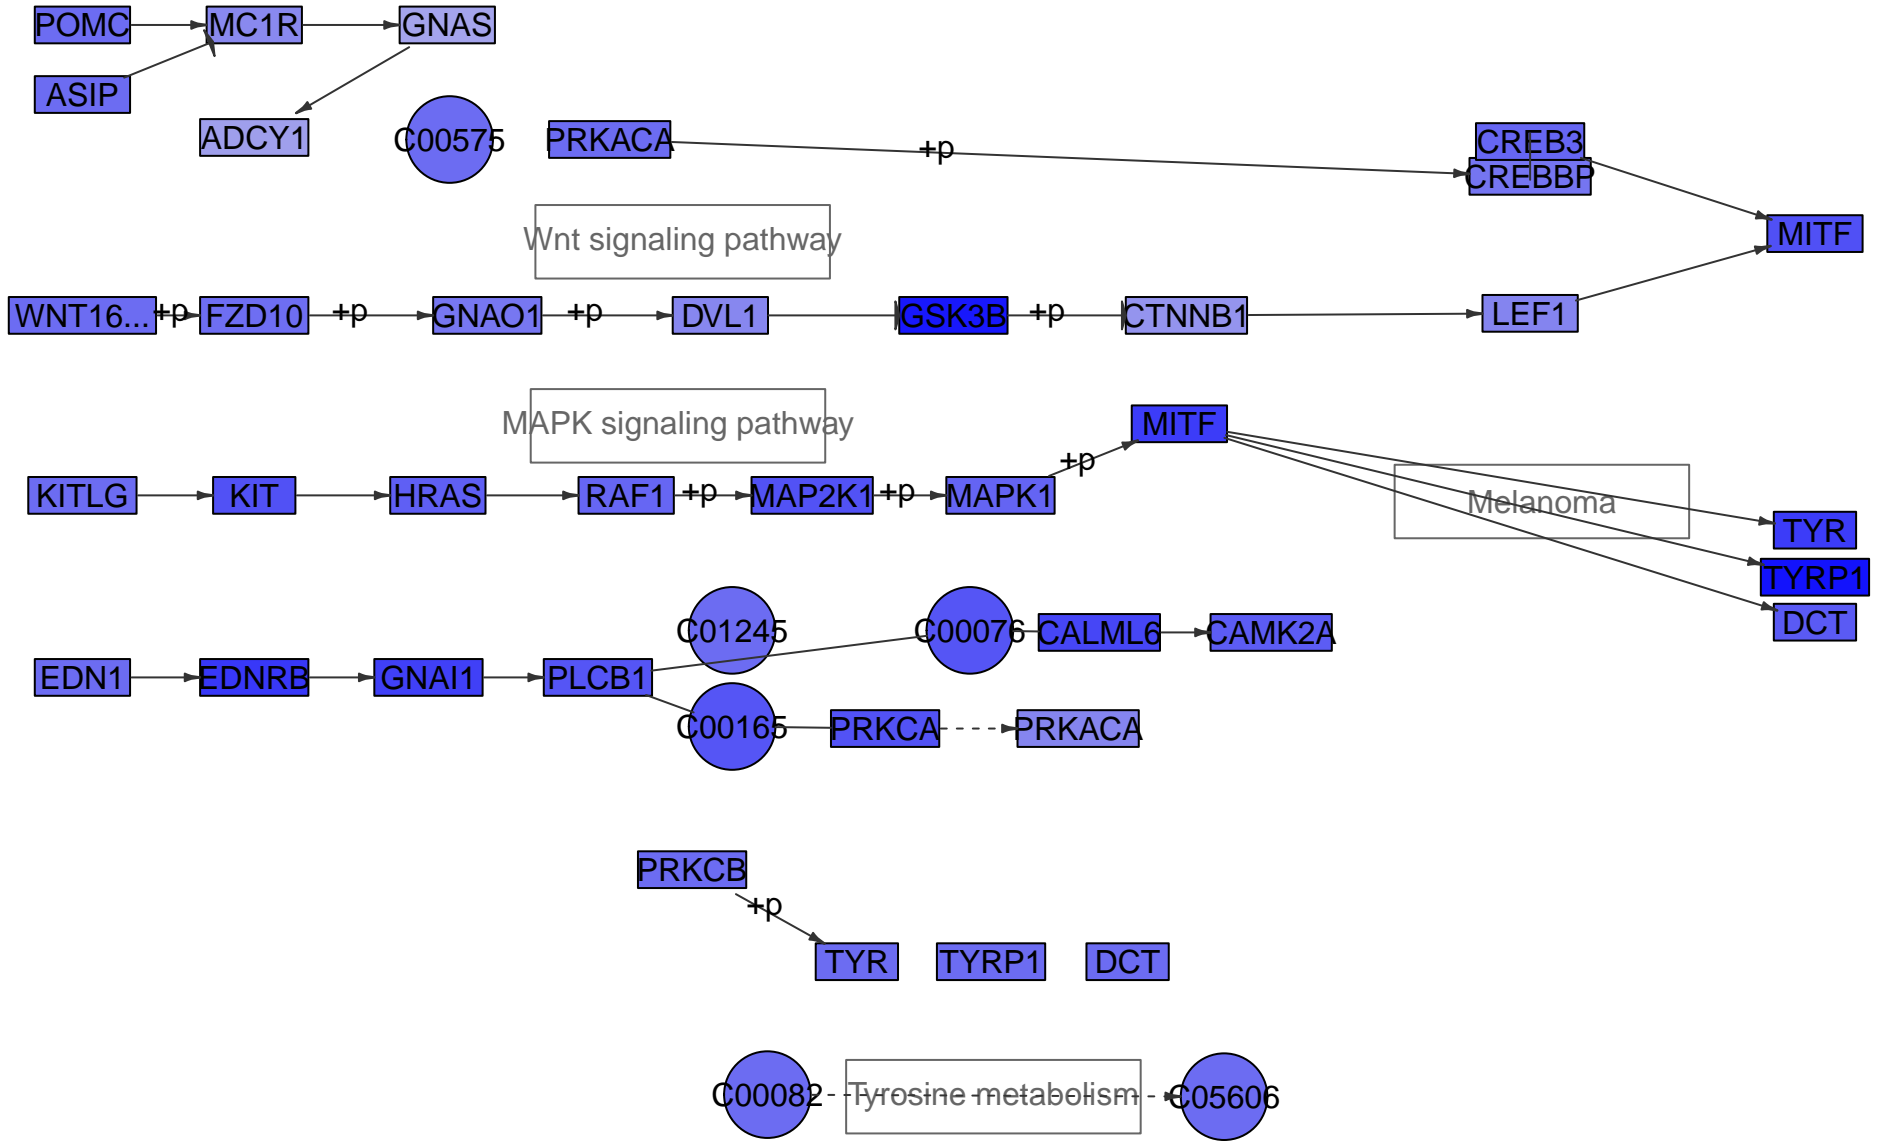 POMC
MC1R
GNAS
ASIP
ADCY1
C00575
PRKACA
+p
CREB3
CREBBP
Wnt signaling pathway
MITF
WNT16...
+p
FZD10
+p
GNAO1
+p
DVL1
GSK3B
+p
CTNNB1
LEF1
MAPK signaling pathway
MITF
+p
KITLG
KIT
HRAS
RAF1
+p
MAP2K1
+p
MAPK1
Melanoma
TYR
TYRP1
DCT
C01245
C00076
CALML6
CAMK2A
EDN1
EDNRB
GNAI1
PLCB1
C00165
PRKCA
PRKACA
PRKCB
+p
TYR
TYRP1
DCT
C00082
Tyrosine metabolism
C05606